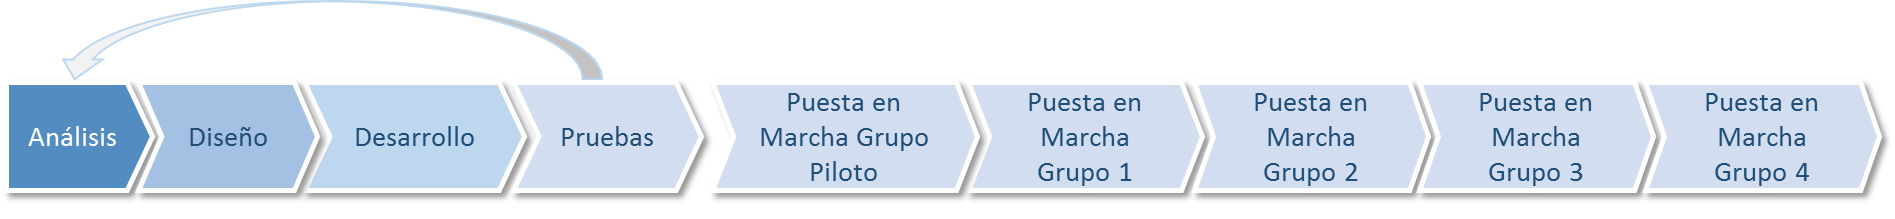 Análisis
Diseño
Desarrollo
Pruebas
Puesta en
Marcha Grupo
Piloto
Puesta en
Marcha
Grupo 1
Puesta en
Marcha
Grupo 2
Puesta en
Marcha
Grupo 3
Puesta en
Marcha
Grupo 4